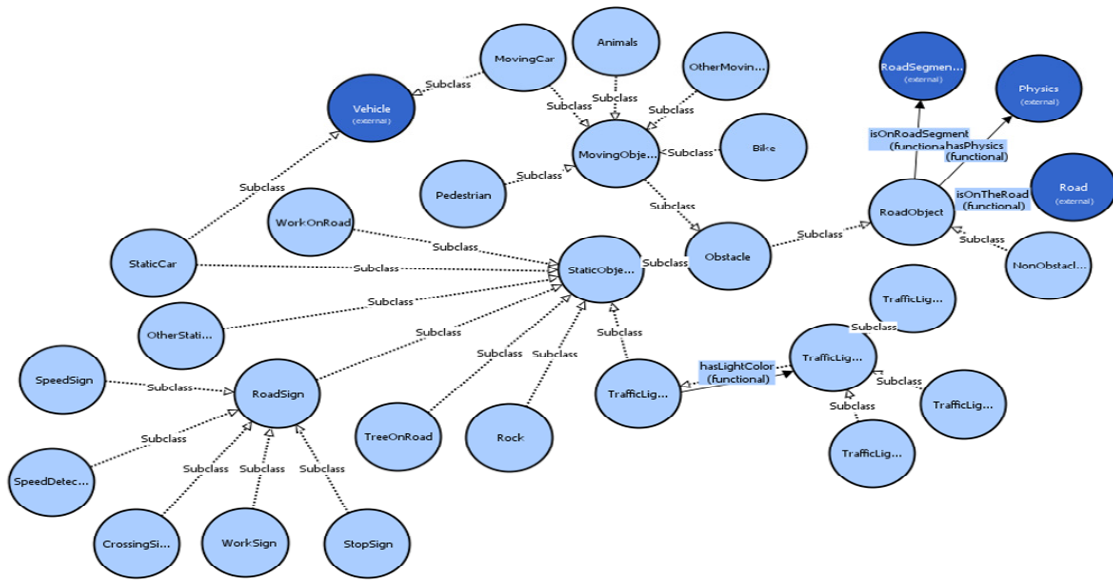 MovingCar
Animals
OtherMovin...
RoadSegmen...
(external)
Physics
(external)
Vehicle
(external)
Subclass
Subclass
Subclass
Subclass
isOnRoadSegment
(functiona
hasPhysics
(functional)
MovingObje...
Subclass
Bike
Pedestrian
Subclass
Subclass
isOnTheRoad
(functional)
Road
(external)
Subclass
RoadObject
WorkOnRoad
Subclass
Subclass
Subclass
StaticCar
Subclass
StaticObje...
Subclass
Obstacle
NonObstacl...
Subclass
TrafficLig...
OtherStati...
Subclass
Subclass
Subclass
Subclass
TrafficLig...
hasLightColor
(functional)
SpeedSign
Subclass
RoadSign
Subclass
TrafficLig...
Subclass
TrafficLig...
Subclass
TreeOnRoad
Rock
Subclass
TrafficLig...
SpeedDetec...
Subclass
Subclass
Subclass
CrossingSi...
WorkSign
StopSign